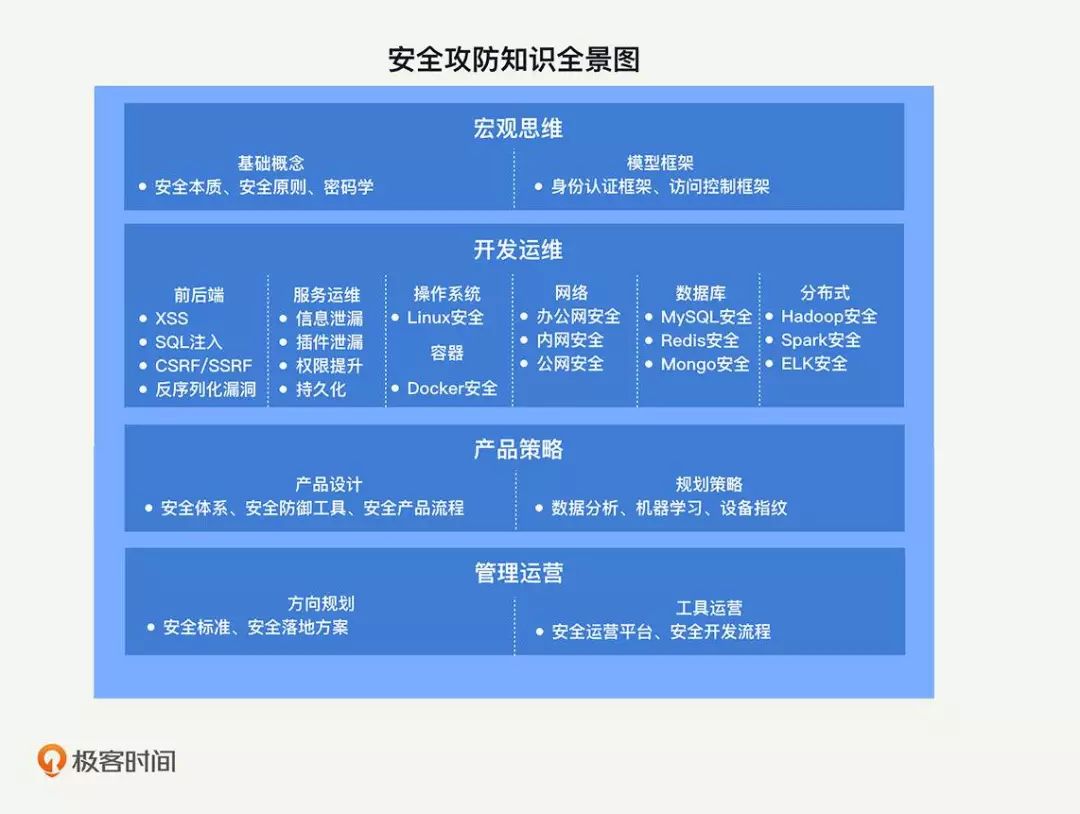 安全攻防知识全景图
宏观思维
基础概念
• 安全本质、安全原则、密码学
模型框架
• 身份认证框架、访问控制框架
开发运维
前后端
• XSS
• SQL注入
• CSRF/SSRF
• 反序列化漏洞
服务运维
• 信息泄漏
• 插件泄漏
• 权限提升
• 持久化
操作系统
• Linux安全
容器
• Docker安全
网络
• 办公网安全
• 内网安全
• 公网安全
数据库
• MySQL安全
• Redis安全
• Mongo安全
分布式
• Hadoop安全
• Spark安全
• ELK安全
产品策略
产品设计
• 安全体系、安全防御工具、安全产品流程
规划策略
• 数据分析、机器学习、设备指纹
管理运营
方向规划
• 安全标准、安全落地方案
工具运营
• 安全运营平台、安全开发流程
极客时间